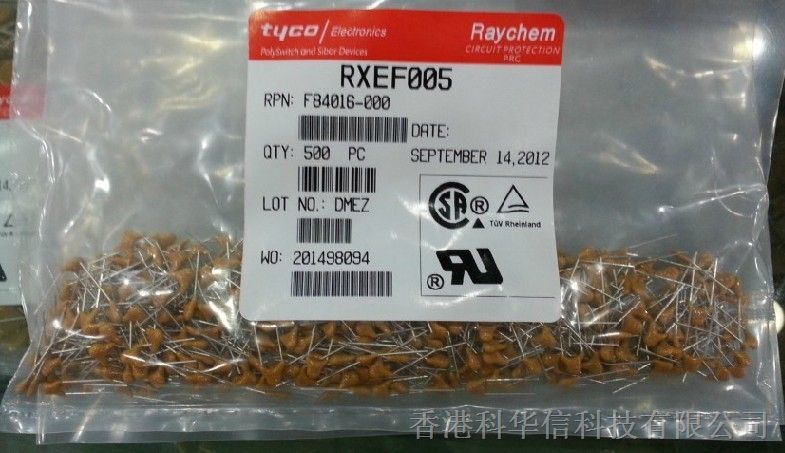 tyco / Electronics
PolySwitch and SiBar Devices
Raychem
CIRCUIT PROTECTION
PRC
RXEF005
RPN: F84016-000
DATE:
QTY: 500 PC
SEPTEMBER 14,2012
LOT NO.: DMEZ
WO: 201498094
TÜV Rheinland
香港科华信科技有限公司